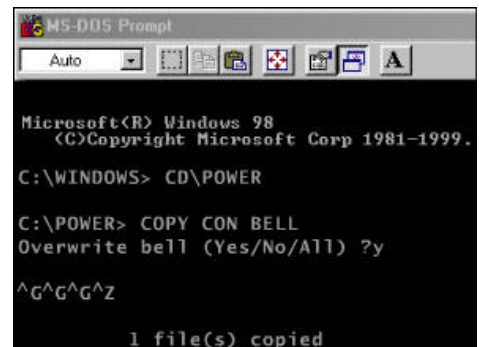 MS-DOS Prompt
Auto
A
Microsoft(R) Windows 98
(C)Copyright Microsoft Corp 1981-1999.
C:\WINDOWS> CD\POWER
C:\POWER> COPY CON BELL
Overwrite bell (Yes/No/All) ?y
^G^G^G^Z
1 file(s) copied